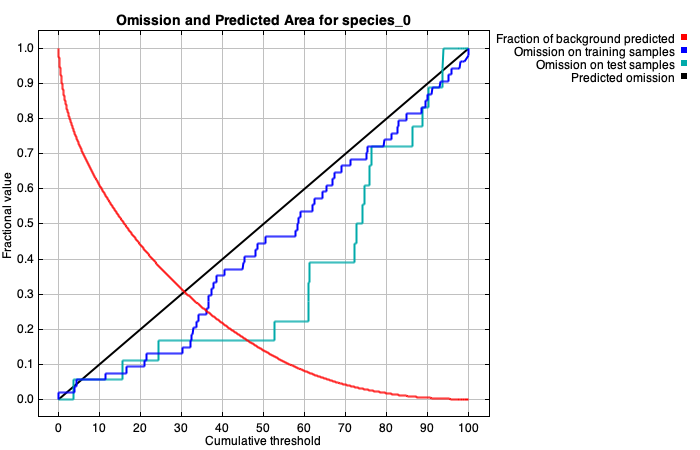 Omission and Predicted Area for species_0
Fraction of background predicted
Omission on training samples
Omission on test samples
Predicted omission
Fractional value
1.0
0.9
0.8
0.7
0.6
0.5
0.4
0.3
0.2
0.1
0.0
0 10 20 30 40 50 60 70 80 90 100
Cumulative threshold